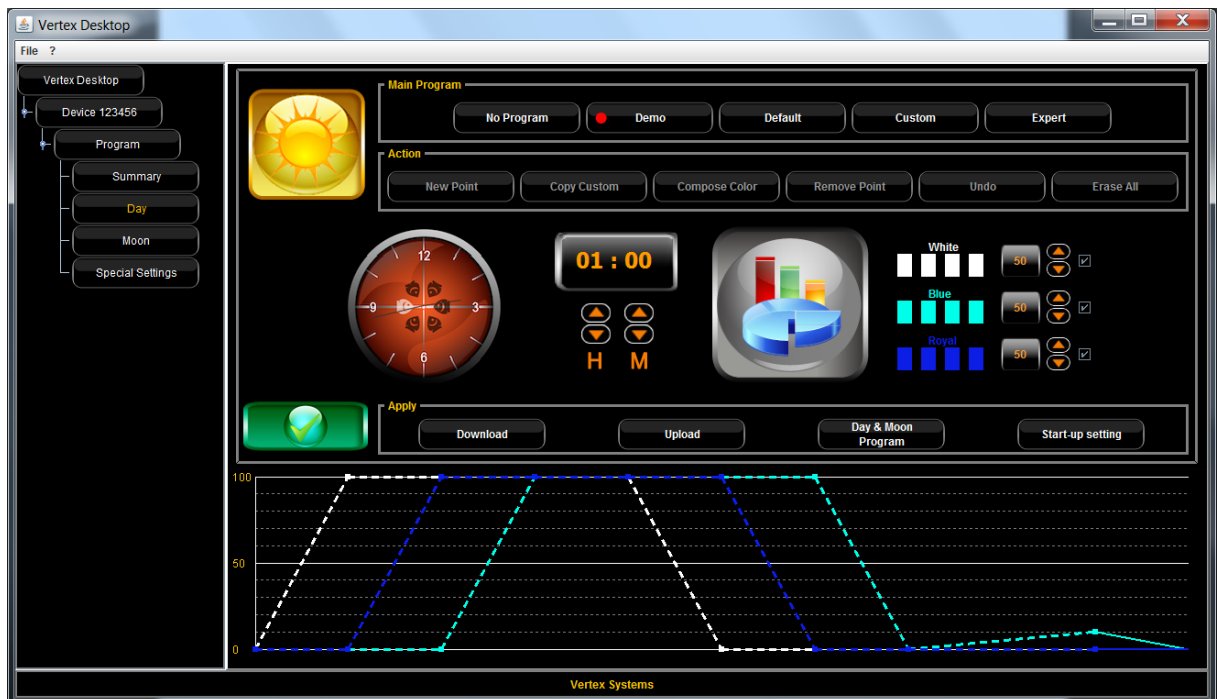 Vertex Desktop
File ?
Vertex Desktop
Device 123456
Program
Summary
Day
Moon
Special Settings
Main Program
No Program Demo Default Custom Expert
Action
New Point Copy Custom Compose Color Remove Point Undo Erase All
12
9 3
6
01 : 00
H M
White 50
Blue 50
Royal 50
Apply
Download Upload Day & Moon Program Start-up setting
100
50
0
Vertex Systems